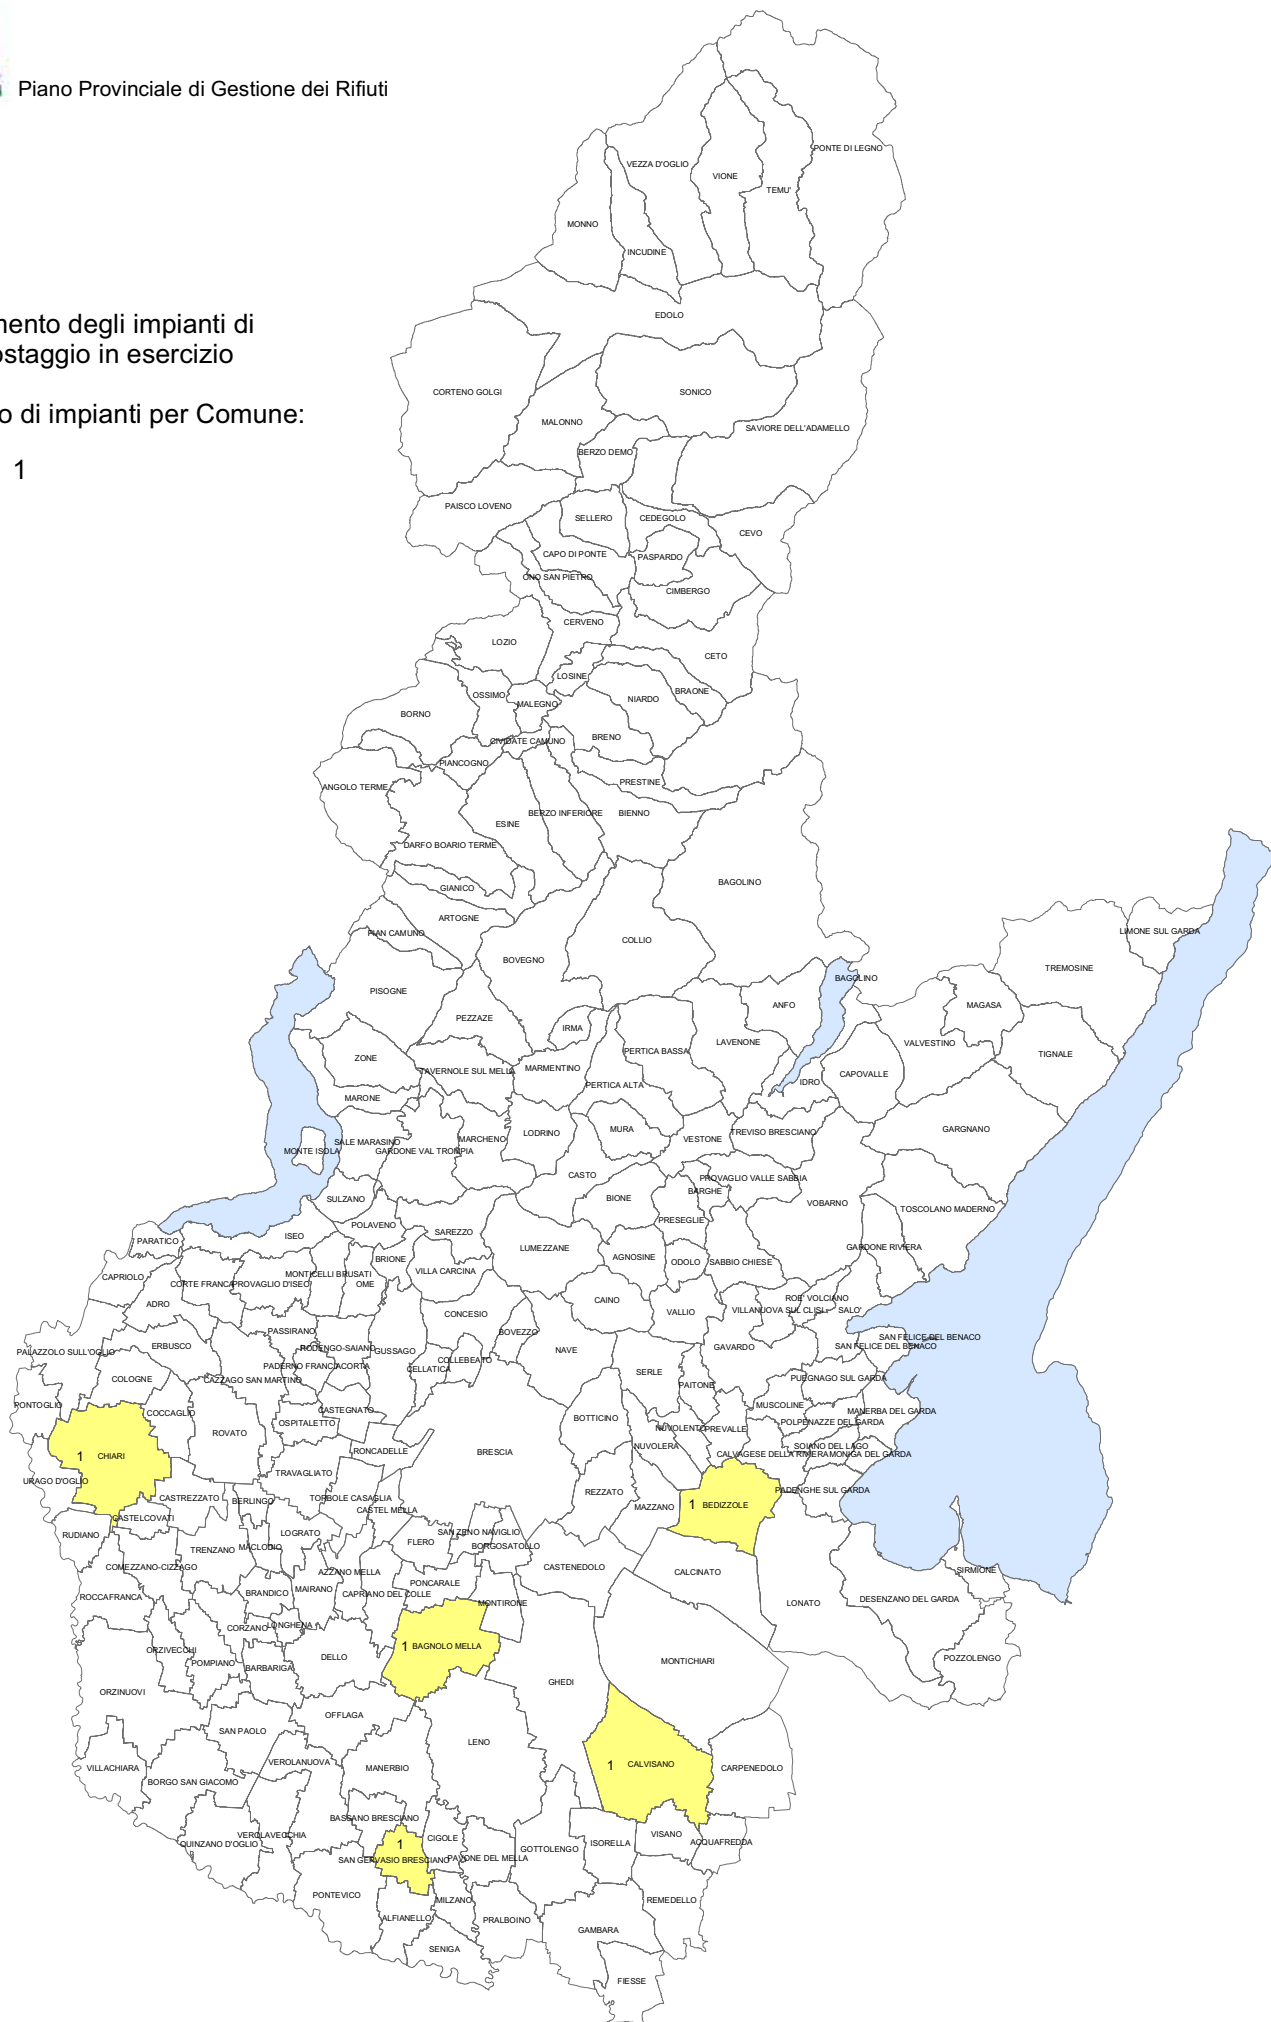 Piano Provinciale di Gestione dei Rifiuti
PONTE DI LEGNO
VEZZA D'OGLIO
VIONE
TEMU'
MONNO
INCUDINE
mento degli impianti di
ostaggio in esercizio
o di impianti per Comune:
1
EDOLO
CORTENO GOLGI
SONICO
MALONNO
SAVIORE DELL'ADAMELLO
BERZO DEMO
PAISCO LOVENO
SELLERO
CEDEGOLO
CEVO
CAPO DI PONTE
PASPARDO
ONO SAN PIETRO
CIMBERGO
CERVENO
LOZIO
CETO
LOSINE
OSSIMO
MALEGNO
NIARDO
BRAONE
BORNO
BRENO
CIVIDATE CAMUNO
PIANCOGNO
PRESTINE
ANGOLO TERME
BERZO INFERIORE
BIENNO
ESINE
DARFO BOARIO TERME
BAGOLINO
GIANICO
ARTOGNE
PIAN CAMUNO
COLLIO
LIMONE SUL GARDA
BOVEGNO
TREMOSINE
BAGOLINO
PISOGNE
ANFO
MAGASA
PEZZAZE
IRMA
LAVENONE
VALVESTINO
PERTICA BASSA
TIGNALE
ZONE
TAVERNOLE SUL MELLA
MARMENTINO
CAPOVALLE
IDRO
PERTICA ALTA
MARONE
GARGNANO
MURA
LODRINO
TREVISO BRESCIANO
VESTONE
MARCHENO
SALE MARASINO
GARDONE VAL TROMPIA
MONTE ISOLA
CASTO
PROVAGLIO VALLE SABBIA
BARGHE
SULZANO
BIONE
VOBARNO
TOSCOLANO MADERNO
PRESEGLIE
POLAVENO
SAREZZO
ISEO
PARATICO
LUMEZZANE
GARDONE RIVIERA
BRIONE
AGNOSINE
ODOLO
SABBIO CHIESE
VILLA CARCINA
CAPRIOLO
CORTE FRANCA
PROVAGLIO D'ISEO
MONTICELLI BRUSATI
OME
CAINO
ROE' VOLCIANO
ADRO
CONCESIO
VALLIO
VILLANUOVA SUL CLISI
SALO'
PASSIRANO
BOVEZZO
SAN FELICE DEL BENACO
ERBUSCO
RODENGO-SAIANO
GUSSAGO
NAVE
GAVARDO
SAN FELICE DEL BENACO
PALAZZOLO SULL'OGLIO
COLLEBEATO
PADERNO FRANCIACORTA
CELLATICA
SERLE
COLOGNE
CAZZAGO SAN MARTINO
PUEGNAGO SUL GARDA
PAITONE
PONTOGLIO
MUSCOLINE
COCCAGLIO
CASTEGNATO
MANERBA DEL GARDA
OSPITALETTO
BOTTICINO
POLPENAZZE DEL GARDA
ROVATO
NUVOLENTO
PREVALLE
NUVOLERA
SOIANO DEL LAGO
RONCADELLE
BRESCIA
1 CHIARI
CALVAGESE DELLA RIVIERA
MONIGA DEL GARDA
TRAVAGLIATO
URAGO D'OGLIO
REZZATO
PADENGHE SUL GARDA
CASTREZZATO
BERLINGO
TORBOLE CASAGLIA
1 BEDIZZOLE
MAZZANO
CASTEL MELLA
CASTELCOVATI
RUDIANO
LOGRATO
SAN ZENO NAVIGLIO
FLERO
BORGOSATOLLO
TRENZANO
MACLODIO
COMEZZANO-CIZZAGO
CASTENEDOLO
SIRMIONE
AZZANO MELLA
CALCINATO
PONCARALE
BRANDICO
MAIRANO
CAPRIANO DEL COLLE
ROCCAFRANCA
DESENZANO DEL GARDA
MONTIRONE
LONATO
CORZANO
LONGHENA
1 BAGNOLO MELLA
ORZIVECCHI
DELLO
POMPIANO
BARBARIGA
POZZOLENGO
MONTICHIARI
GHEDI
ORZINUOVI
OFFLAGA
SAN PAOLO
LENO
VEROLANUOVA
1 CALVISANO
VILLACHIARA
MANERBIO
CARPENEDOLO
BORGO SAN GIACOMO
BASSANO BRESCIANO
VISANO
VEROLAVECCHIA
CIGOLE
1
QUINZANO D'OGLIO
ISORELLA
ACQUAFREDDA
GOTTOLENGO
SAN GERVASIO BRESCIANO
PAVONE DEL MELLA
PONTEVICO
MILZANO
REMEDELLO
ALFIANELLO
PRALBOINO
GAMBARA
SENIGA
FIESSE